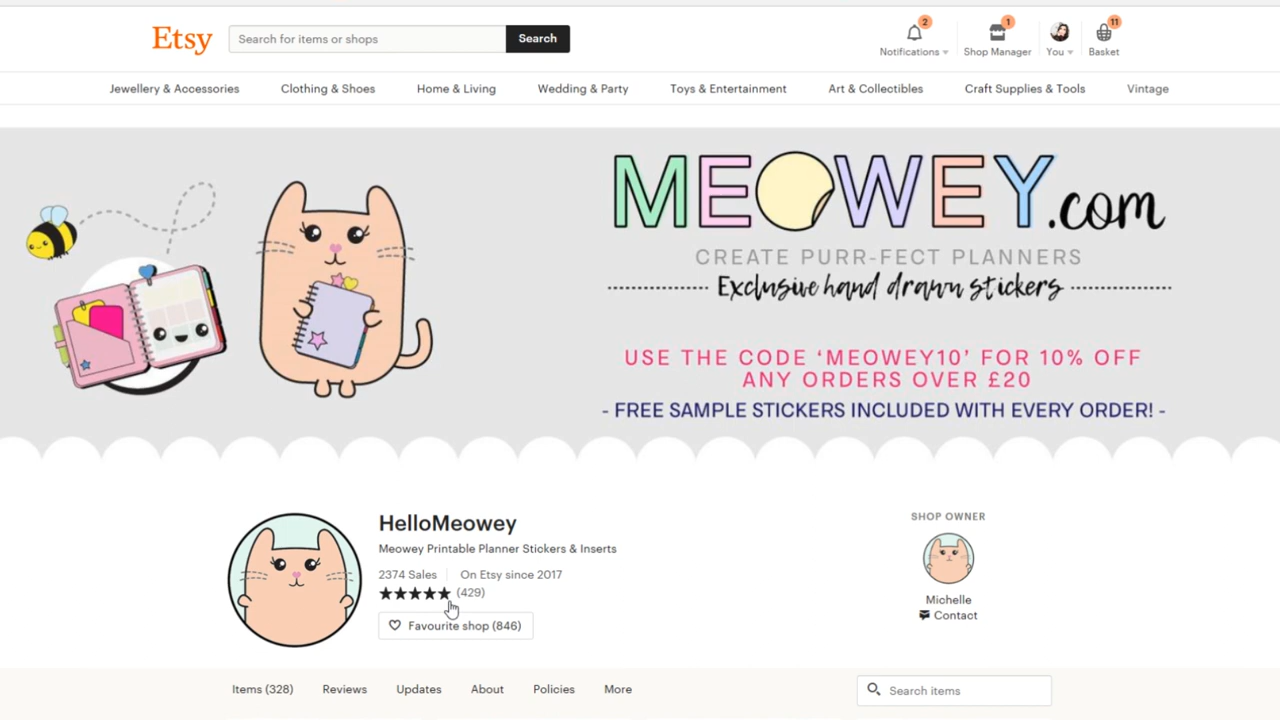 Etsy
Search for items or shops
Search
2
Notifications
1
Shop Manager
You
11
Basket
Jewellery & Accessories
Clothing & Shoes
Home & Living
Wedding & Party
Toys & Entertainment
Art & Collectibles
Craft Supplies & Tools
Vintage
MEOWEY.com
CREATE PURR-FECT PLANNERS
Exclusive hand drawn stickers
USE THE CODE ‘MEOWEY10’ FOR 10% OFF
ANY ORDERS OVER £20
- FREE SAMPLE STICKERS INCLUDED WITH EVERY ORDER! -
HelloMeowey
Meowey Printable Planner Stickers & Inserts
2374 Sales
On Etsy since 2017
(429)
Favourite shop (846)
SHOP OWNER
Michelle
Contact
Items (328)
Reviews
Updates
About
Policies
More
Search items